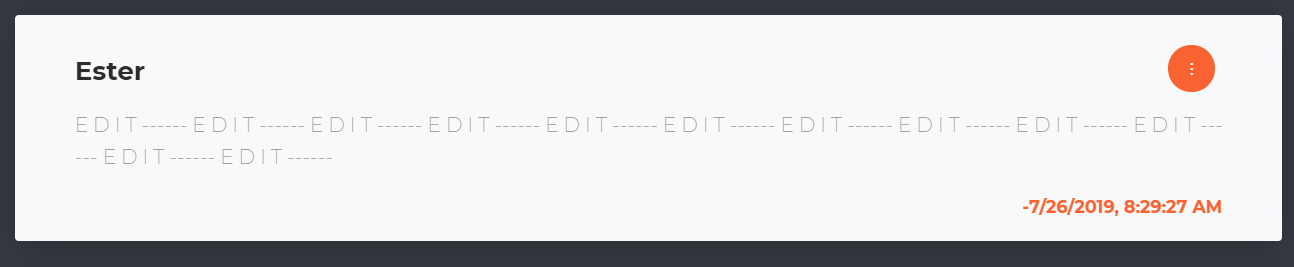 Ester
E D I T ------ E D I T ------ E D I T ------ E D I T ------ E D I T ------ E D I T ------ E D I T ------ E D I T ------ E D I T ------ E D I T ---
--- E D I T ------ E D I T ------
-7/26/2019, 8:29:27 AM